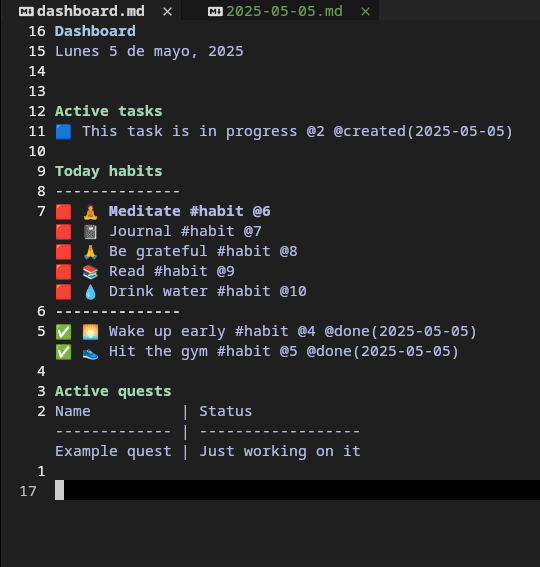 dashboard.md × 2025-05-05.md ×
16 Dashboard
15 Lunes 5 de mayo, 2025
14
13
12 Active tasks
11 🟦 This task is in progress @2 @created(2025-05-05)
10
9 Today habits
8 --------------
7 🟥 🧘 Meditate #habit @6
🟥 📓 Journal #habit @7
🟥 🙏 Be grateful #habit @8
🟥 📚 Read #habit @9
🟥 💧 Drink water #habit @10
6 --------------
5 ✅ 🌅 Wake up early #habit @4 @done(2025-05-05)
✅ 👟 Hit the gym #habit @5 @done(2025-05-05)
4
3 Active quests
2 Name          | Status
------------- | ------------------
Example quest | Just working on it
1
17